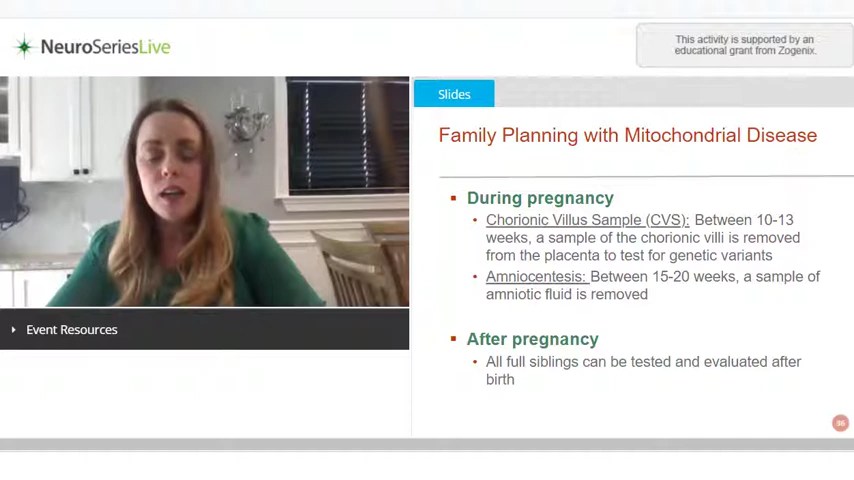 NeuroSeriesLive
This activity is supported by an
educational grant from Zogenix.
Slides
Family Planning with Mitochondrial Disease
▪ During pregnancy
• Chorionic Villus Sample (CVS): Between 10-13
weeks, a sample of the chorionic villi is removed
from the placenta to test for genetic variants
• Amniocentesis: Between 15-20 weeks, a sample of
amniotic fluid is removed
▪ After pregnancy
• All full siblings can be tested and evaluated after
birth
Event Resources
36